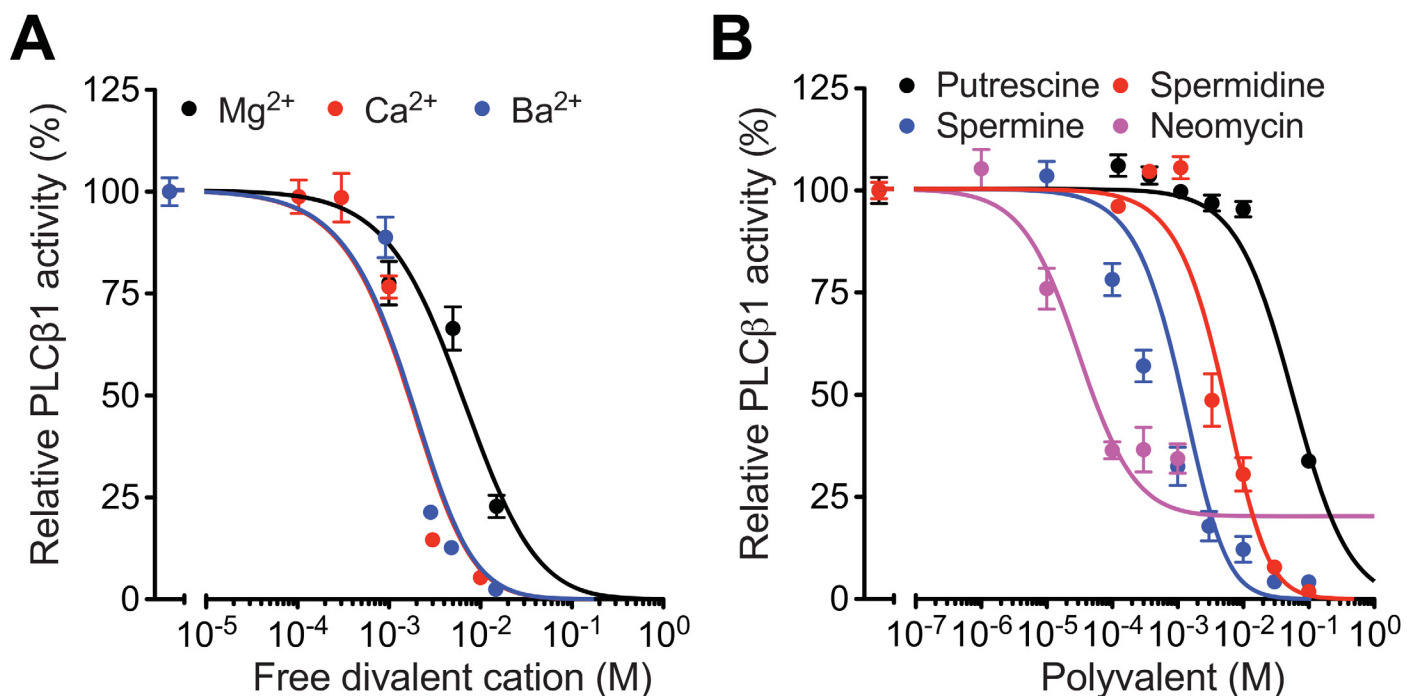 A
Relative PLCβ1 activity (%)
125
100
75
50
25
0
Mg²⁺ Ca²⁺ Ba²⁺
10⁻⁵ 10⁻⁴ 10⁻³ 10⁻² 10⁻¹ 10⁰
Free divalent cation (M)
B
Relative PLCβ1 activity (%)
125
100
75
50
25
0
Putrescine Spermidine
Spermine Neomycin
10⁻⁷ 10⁻⁶ 10⁻⁵ 10⁻⁴ 10⁻³ 10⁻² 10⁻¹ 10⁰
Polyvalent (M)